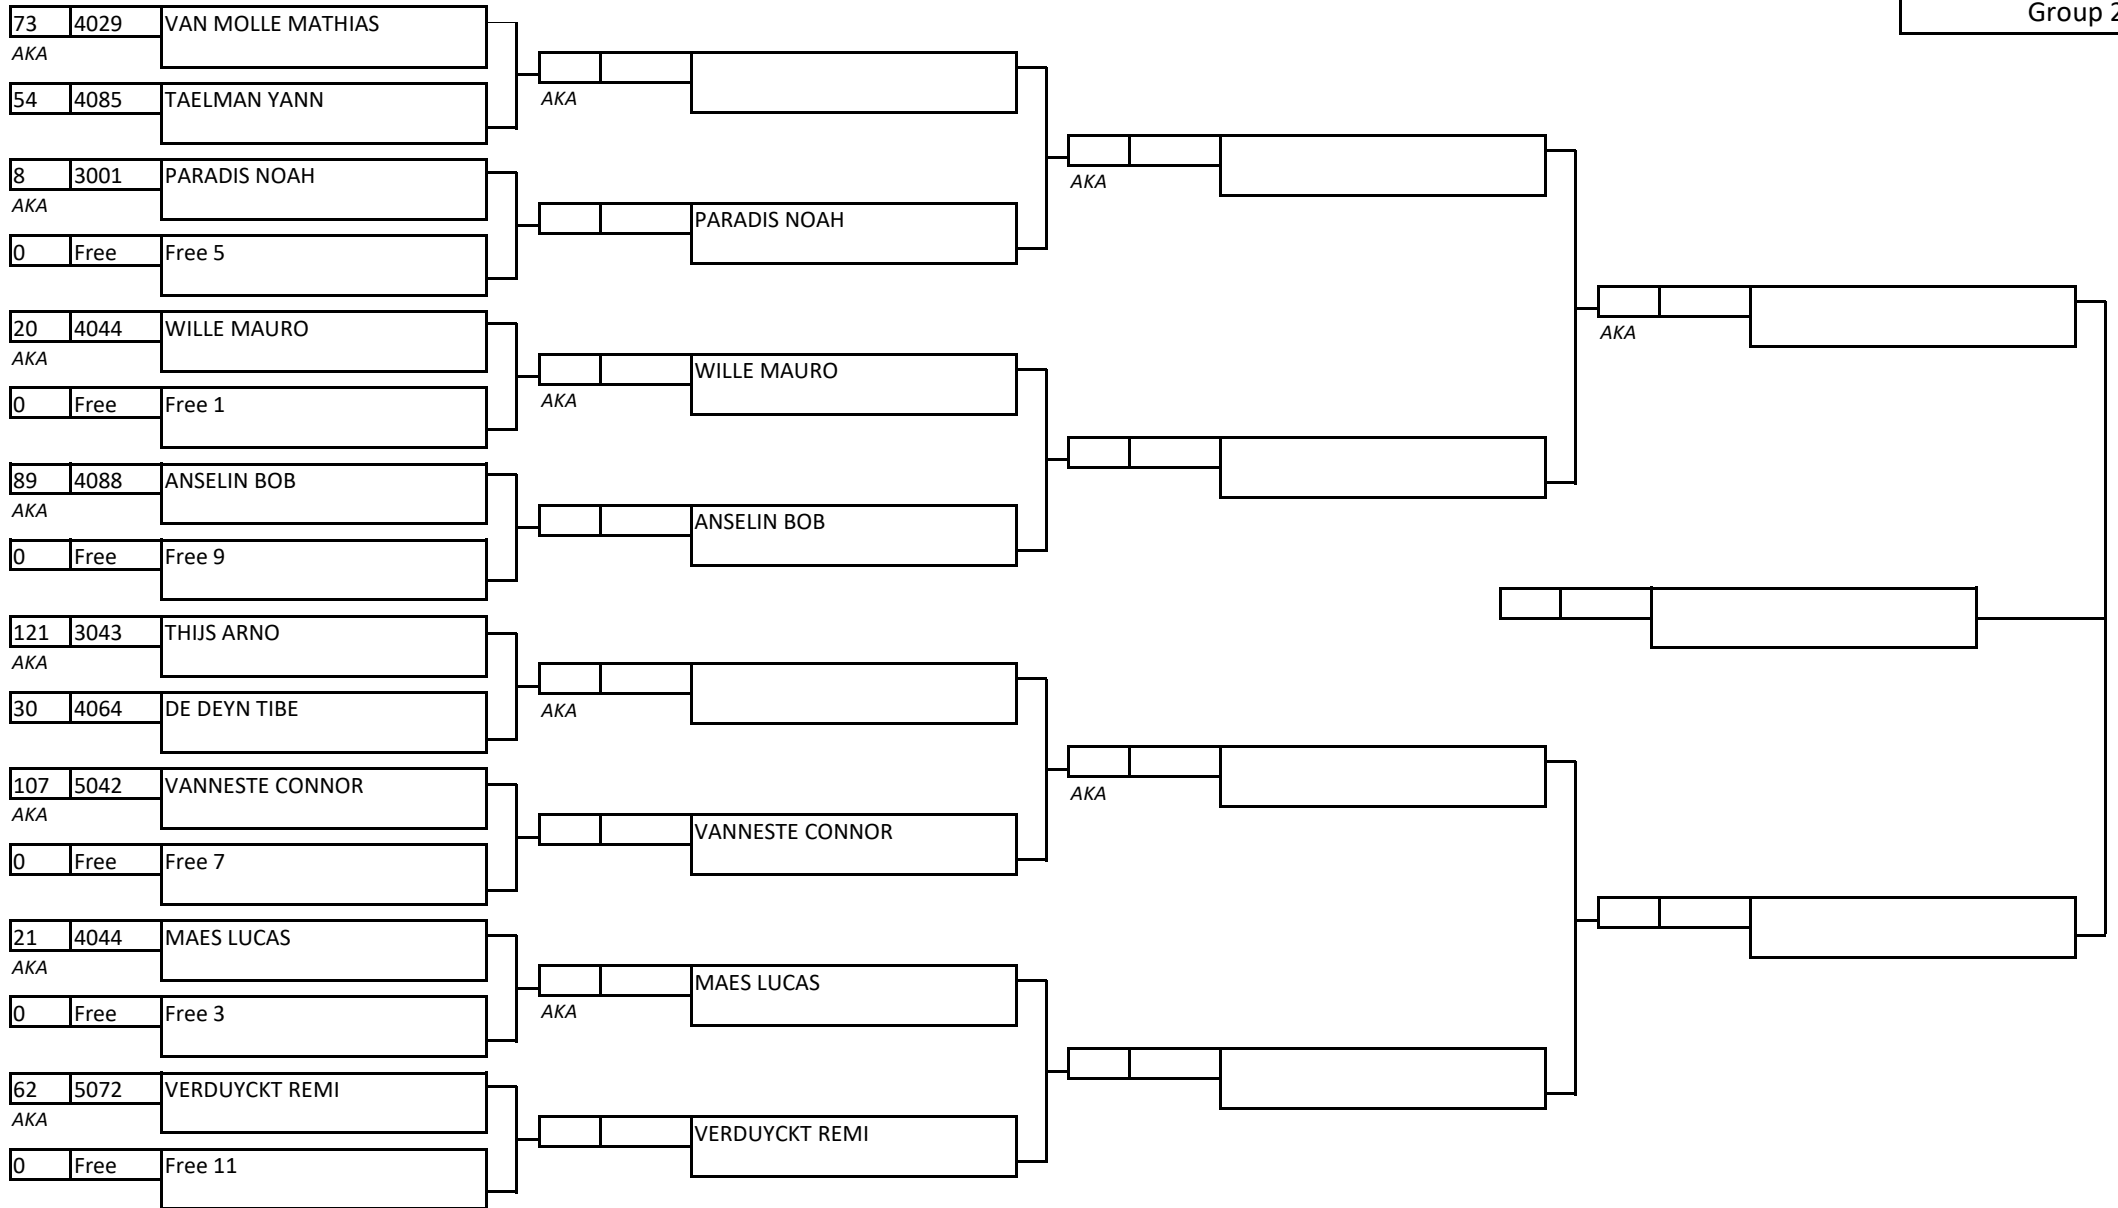 Group 2
73 4029 VAN MOLLE MATHIAS
AKA
54 4085 TAELMAN YANN
AKA
8 3001 PARADIS NOAH
AKA
AKA
PARADIS NOAH
0 Free Free 5
20 4044 WILLE MAURO
AKA
AKA
WILLE MAURO
0 Free Free 1
AKA
89 4088 ANSELIN BOB
AKA
ANSELIN BOB
0 Free Free 9
121 3043 THIJS ARNO
AKA
30 4064 DE DEYN TIBE
AKA
107 5042 VANNESTE CONNOR
AKA
AKA
VANNESTE CONNOR
0 Free Free 7
21 4044 MAES LUCAS
AKA
MAES LUCAS
0 Free Free 3
AKA
62 5072 VERDUYCKT REMI
AKA
VERDUYCKT REMI
0 Free Free 11